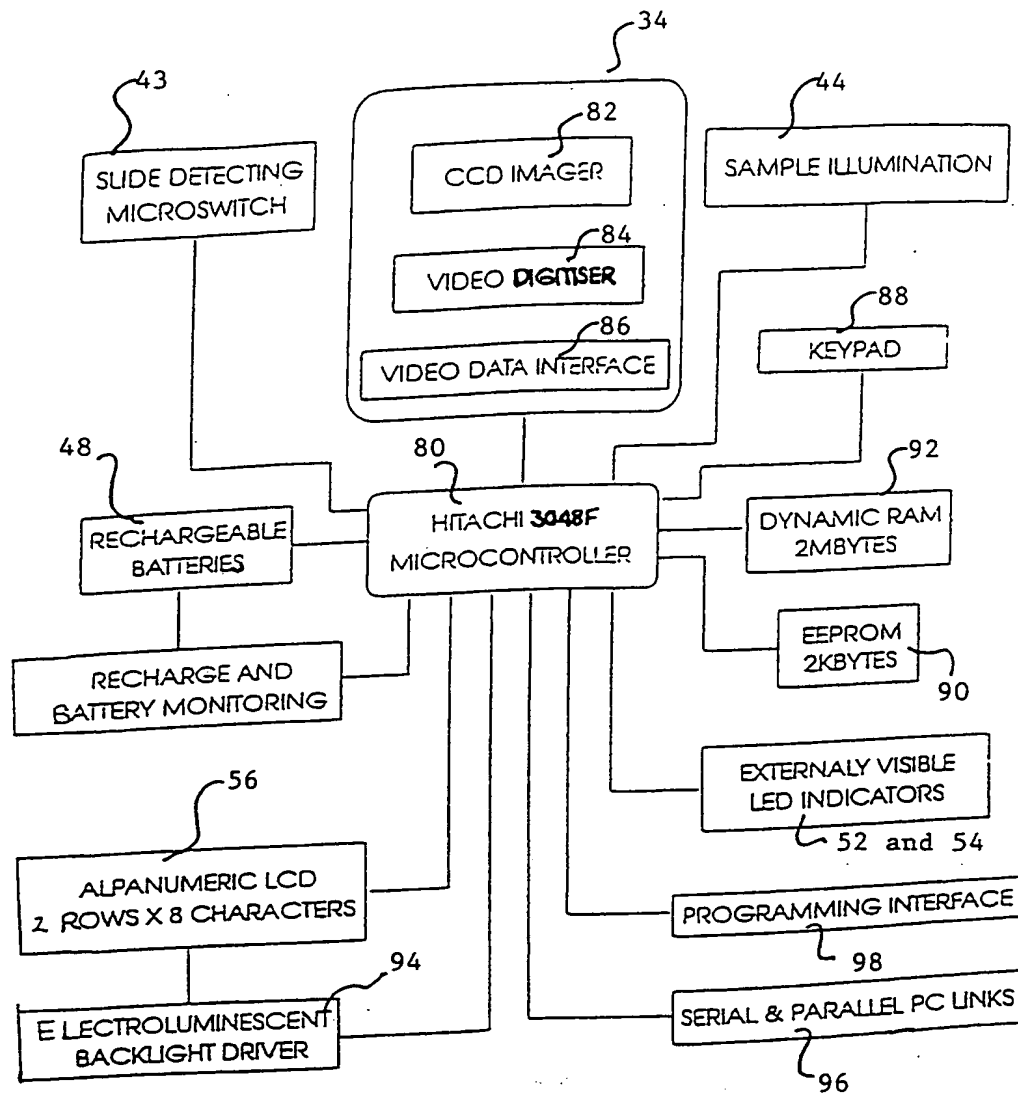 34
43
SLIDE DETECTING
MICROSWITCH
82
CCD IMAGER
84
VIDEO DIGITISER
86
VIDEO DATA INTERFACE
44
SAMPLE ILLUMINATION
88
KEYPAD
48
RECHARGEABLE
BATTERIES
80
HITACHI 3048F
MICROCONTROLLER
92
DYNAMIC RAM
2MBYTES
RECHARGE AND
BATTERY MONITORING
EEPROM
2KBYTES
90
56
ALPANUMERIC LCD
2 ROWS X 8 CHARACTERS
EXTERNALY VISIBLE
LED INDICATORS
52 and 54
PROGRAMMING INTERFACE
98
94
ELECTROLUMINESCENT
BACKLIGHT DRIVER
SERIAL & PARALLEL PC LINKS
96